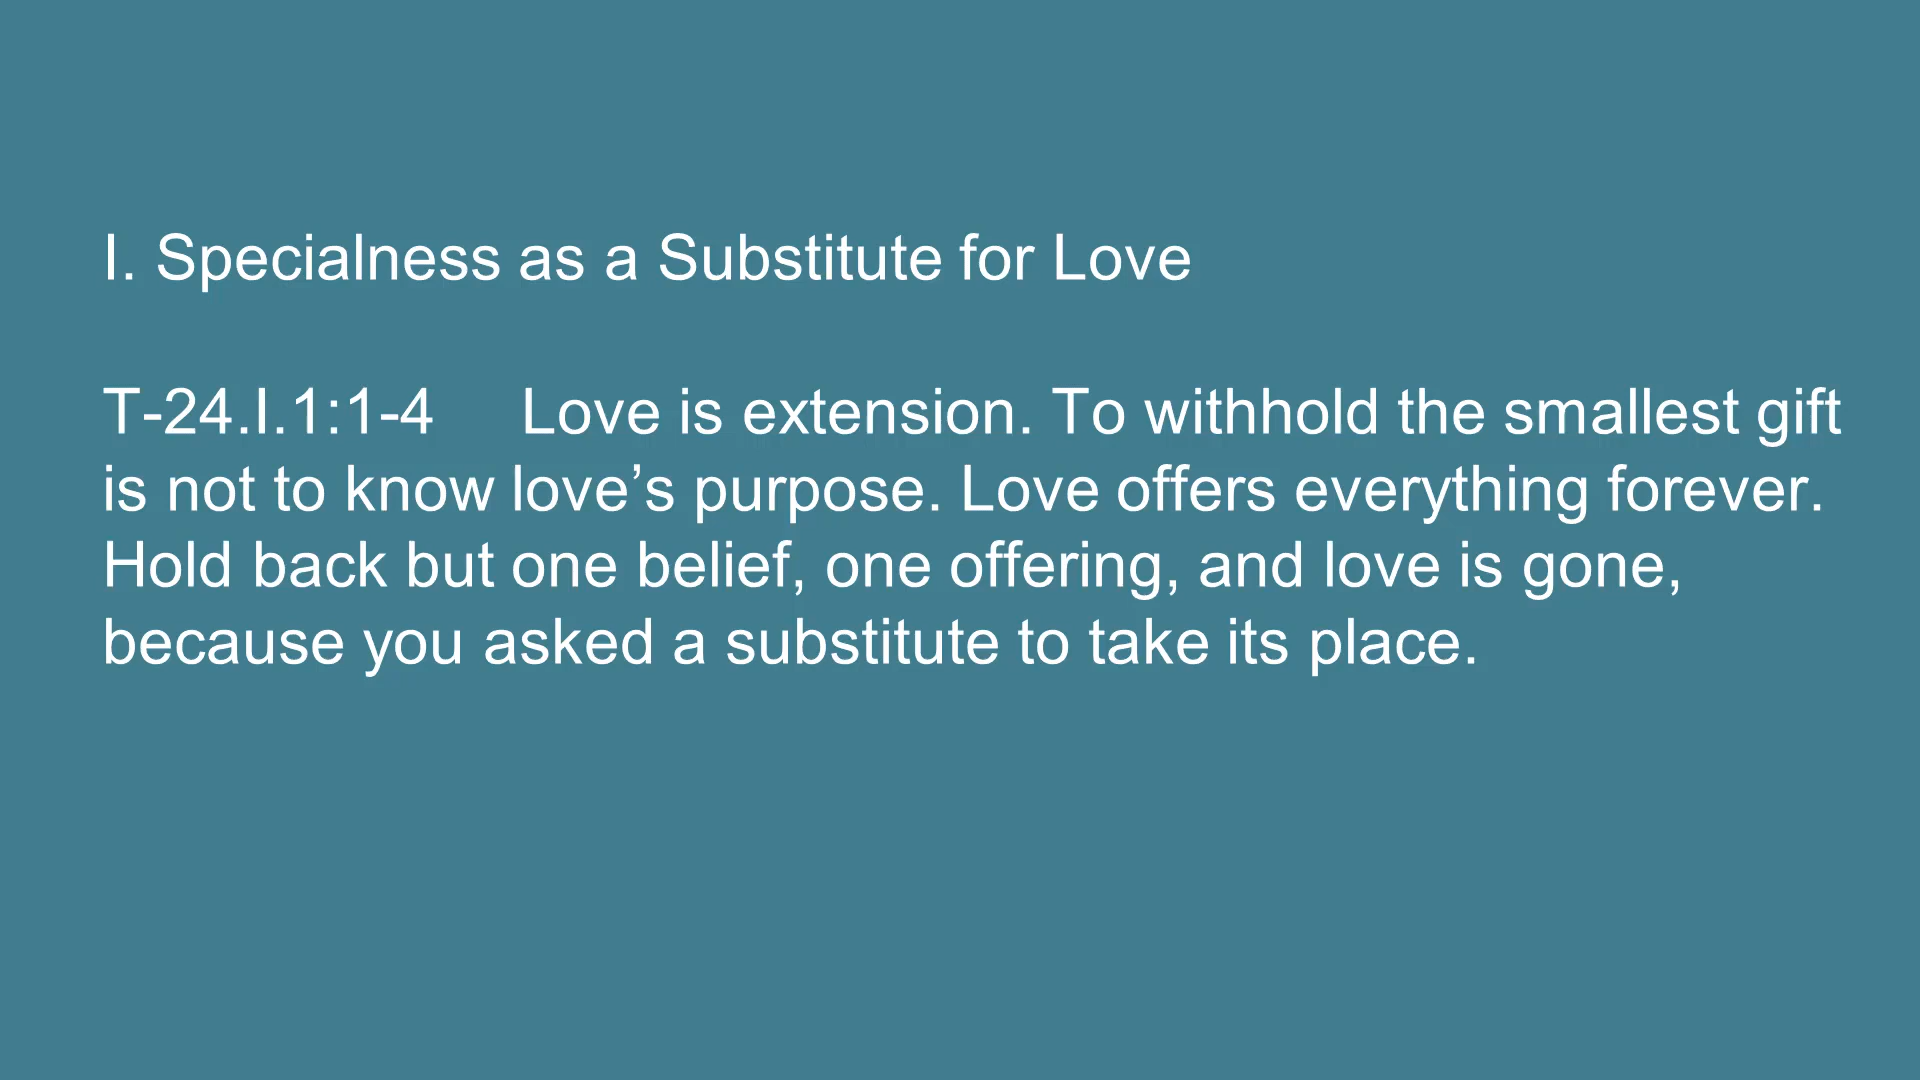 I. Specialness as a Substitute for Love
T-24.I.1:1-4 Love is extension. To withhold the smallest gift
is not to know love’s purpose. Love offers everything forever.
Hold back but one belief, one offering, and love is gone,
because you asked a substitute to take its place.